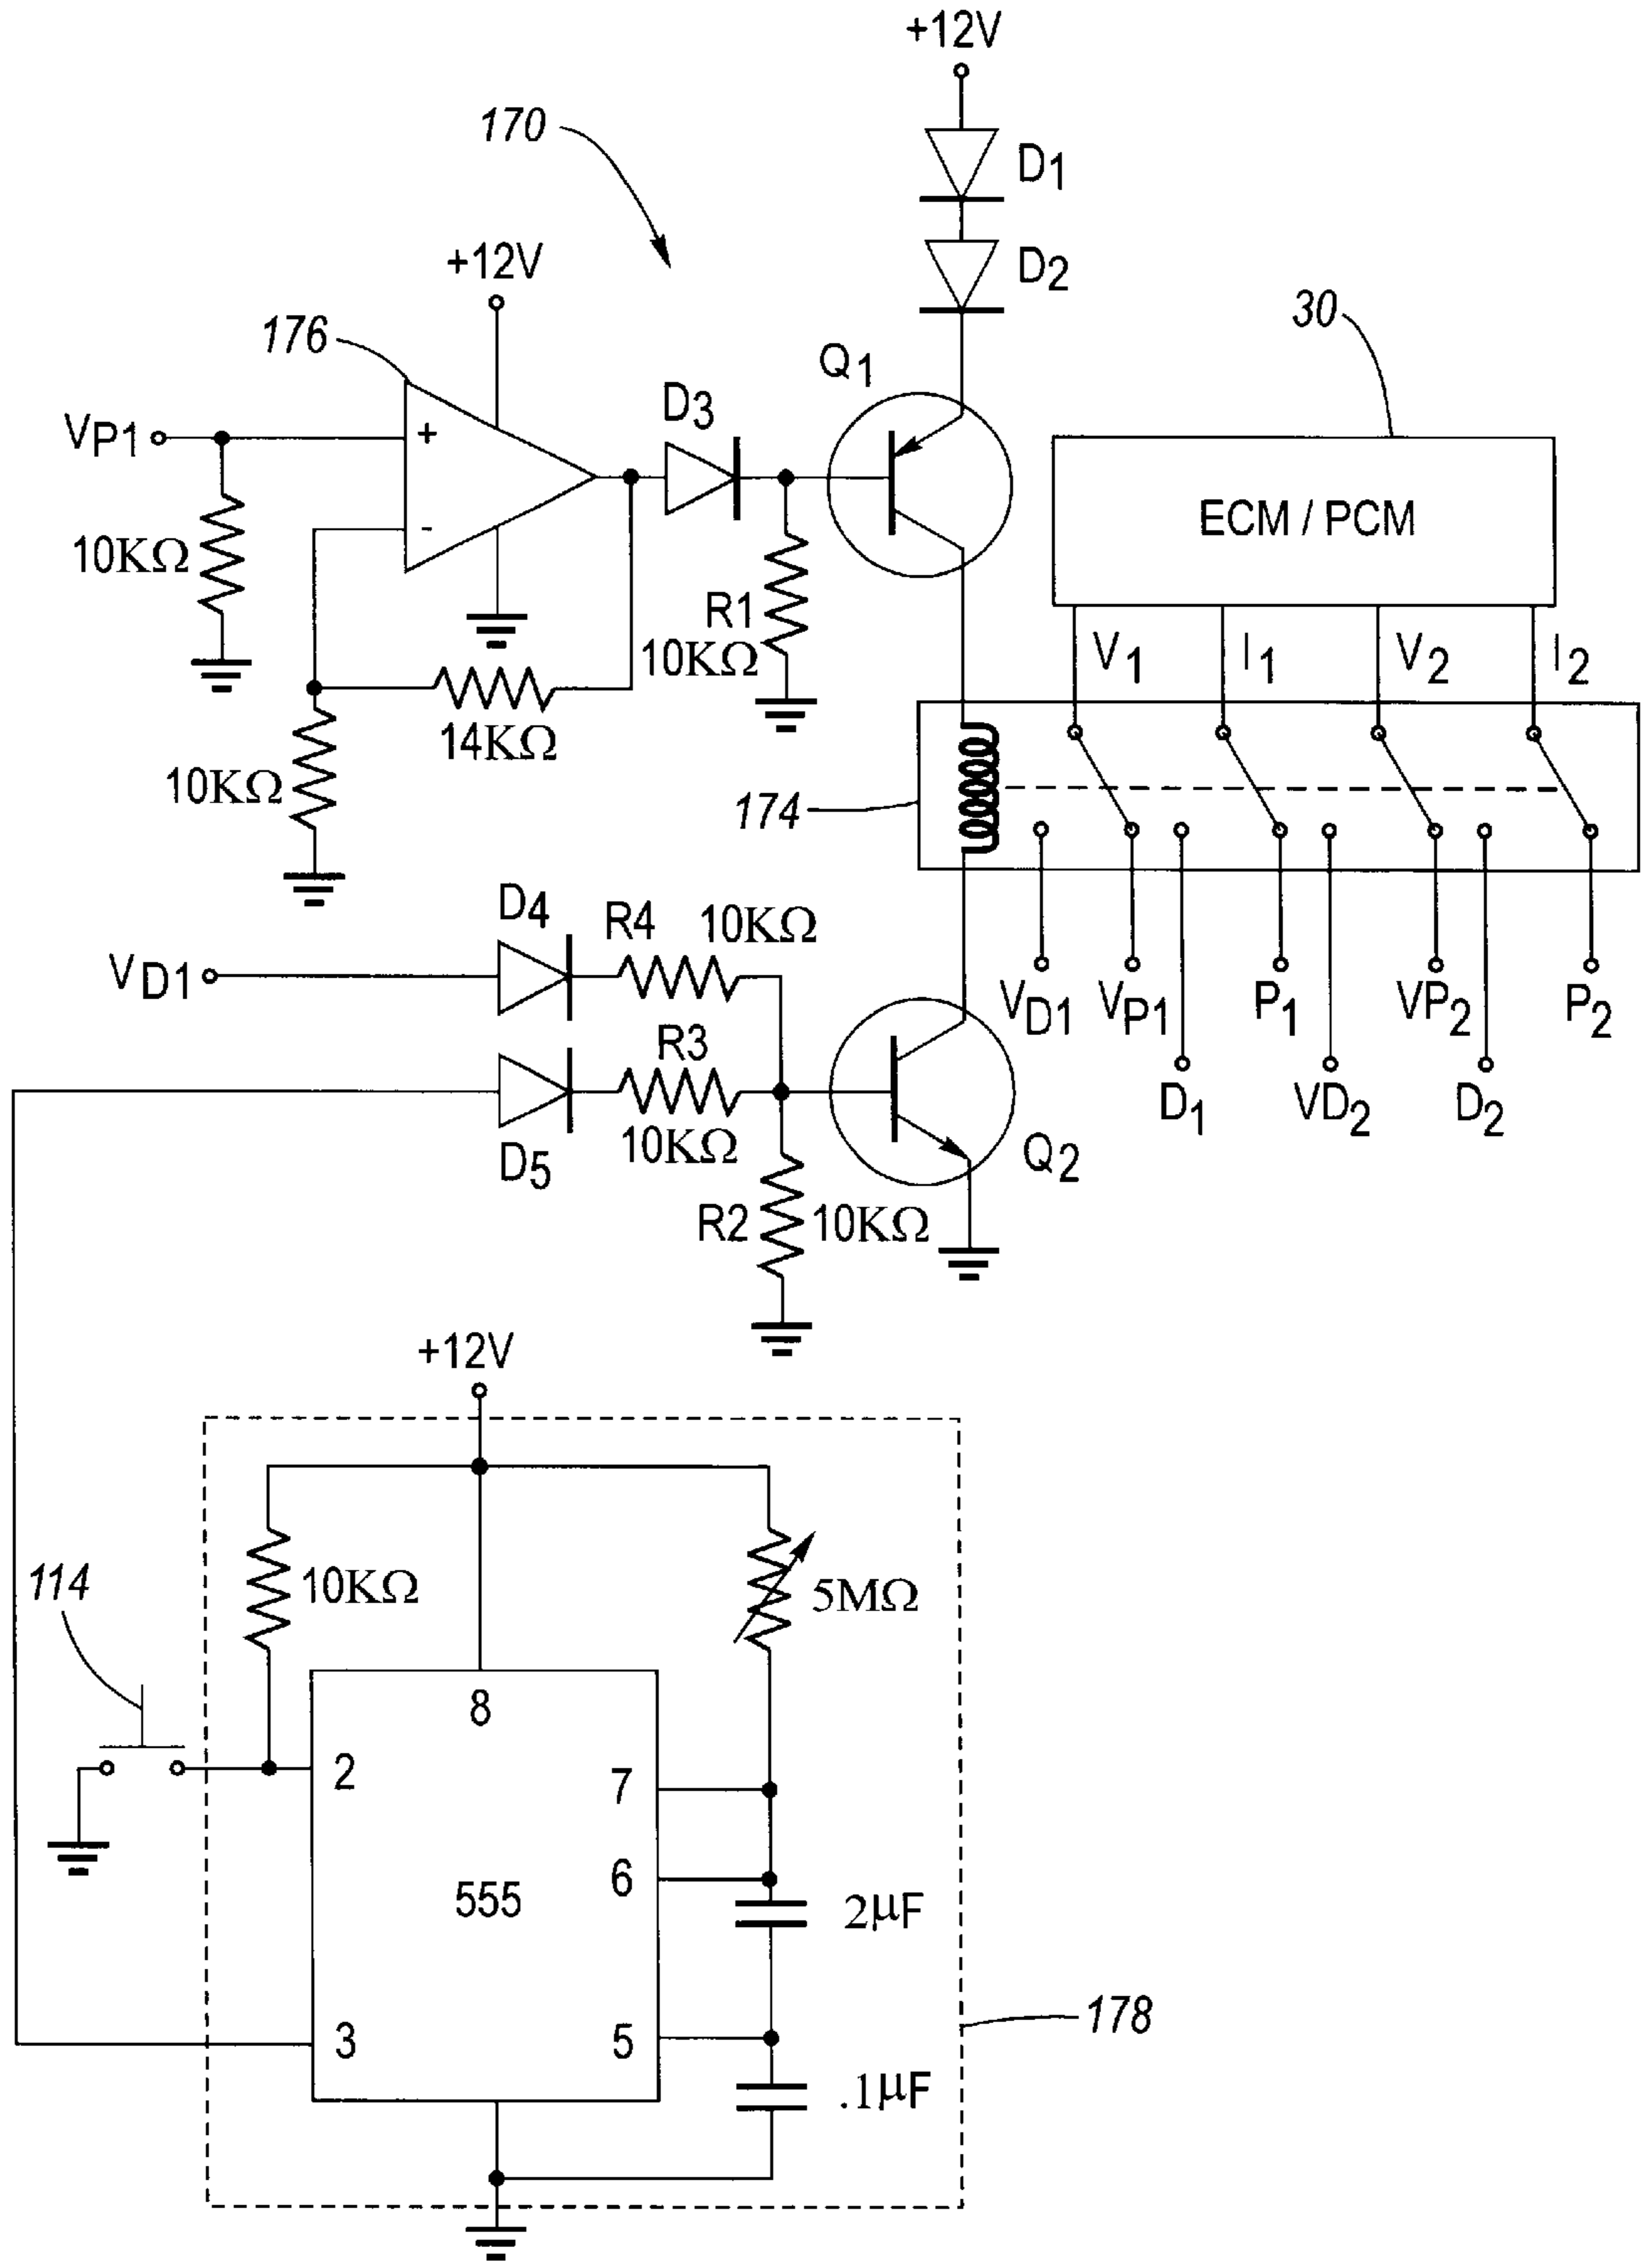 +12V
170
D1
+12V
D2
176
30
Q1
D3
VP1
+
-
ECM / PCM
10KΩ
R1
10KΩ
V1
I1
V2
I2
14KΩ
10KΩ
174
D4
R4
10KΩ
VD1
VD1
VP1
P1
VP2
P2
R3
D1
VD2
D2
10KΩ
D5
Q2
R2
10KΩ
+12V
114
10KΩ
5MΩ
8
2
7
6
555
2µF
178
3
5
.1µF